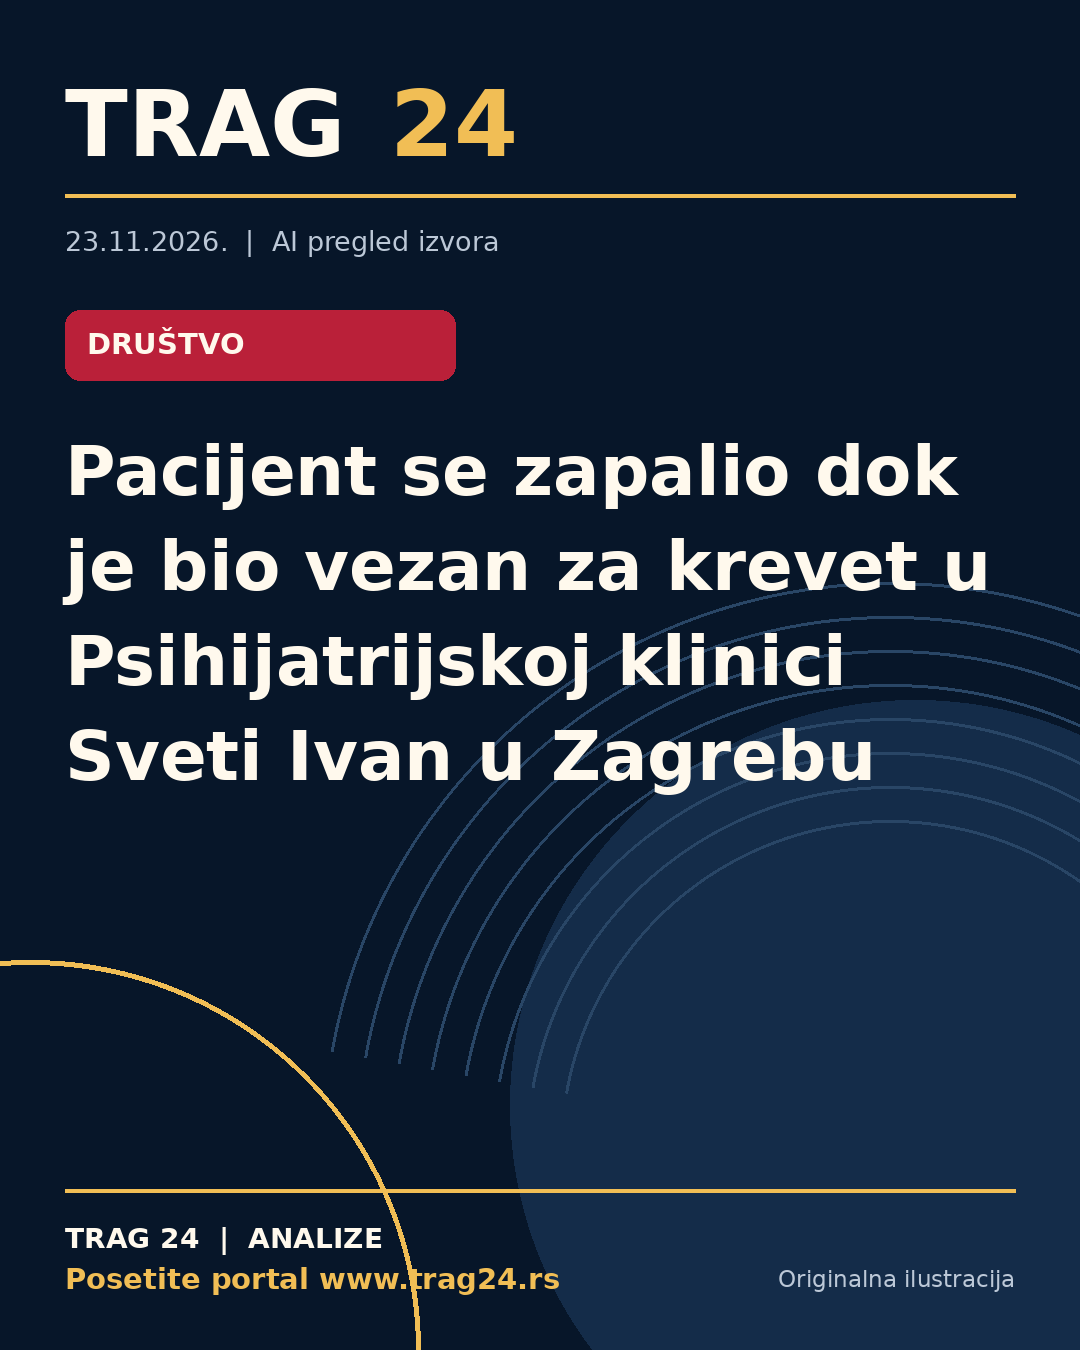 TRAG 24
23.11.2026. | AI pregled izvora
DRUŠTVO
Pacijent se zapalio dok
je bio vezan za krevet u
Psihijatrijskoj klinici
Sveti Ivan u Zagrebu
TRAG 24 | ANALIZE
Posetite portal www.trag24.rs
Originalna ilustracija